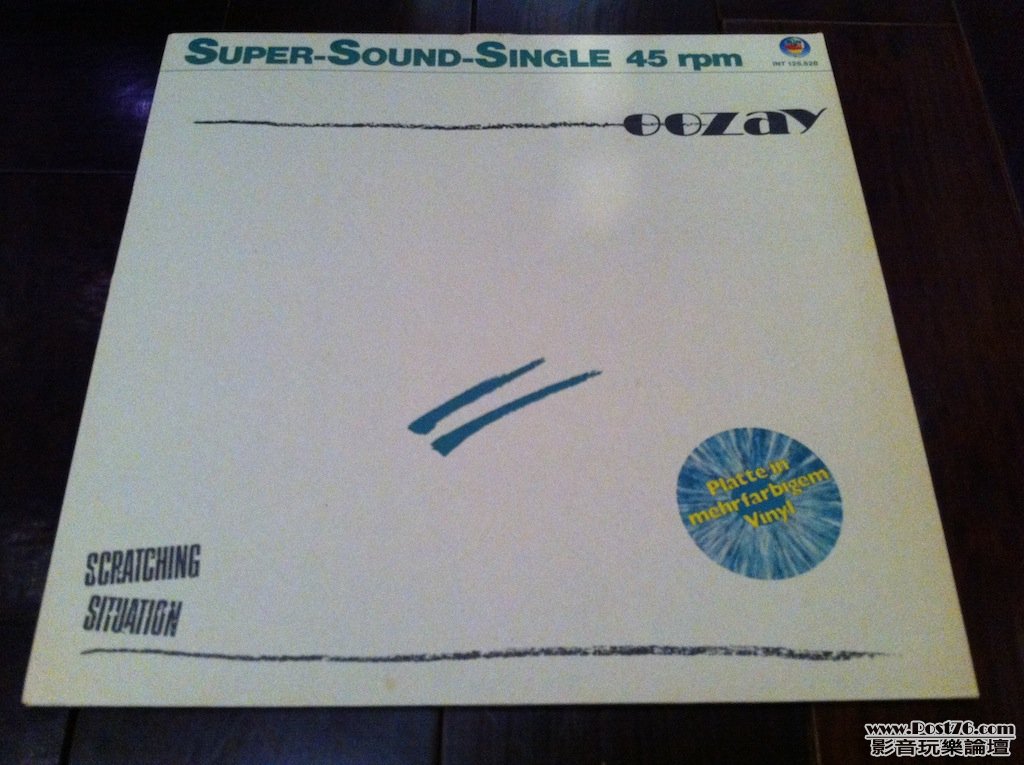 SUPER-SOUND-SINGLE 45 rpm
INT 125.528
oozay
Platte in
mehrfarbigem
Vinyl
SCRATCHING
SITUATION
www.Post76.com
影音玩樂論壇